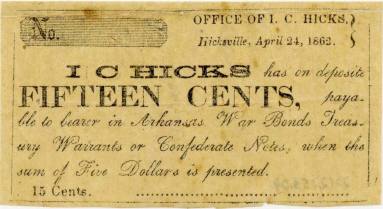 No.
OFFICE OF I. C. HICKS,
Hicksville, April 24, 1862.
I C HICKS has on deposite
FIFTEEN CENTS, paya-
ble to bearer in Arkansas War Bonds Treas-
ury Warrants or Confederate Notes, when the
sum of Five Dollars is presented.
15 Cents.